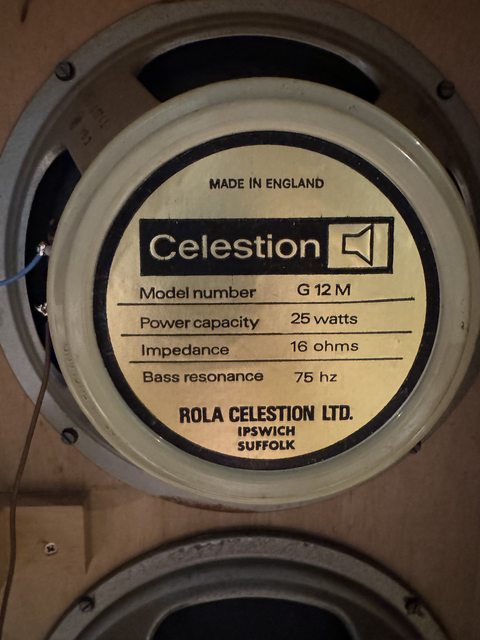 MADE IN ENGLAND
Celestion
Model number G 12 M
Power capacity 25 watts
Impedance 16 ohms
Bass resonance 75 hz
ROLA CELESTION LTD.
IPSWICH
SUFFOLK